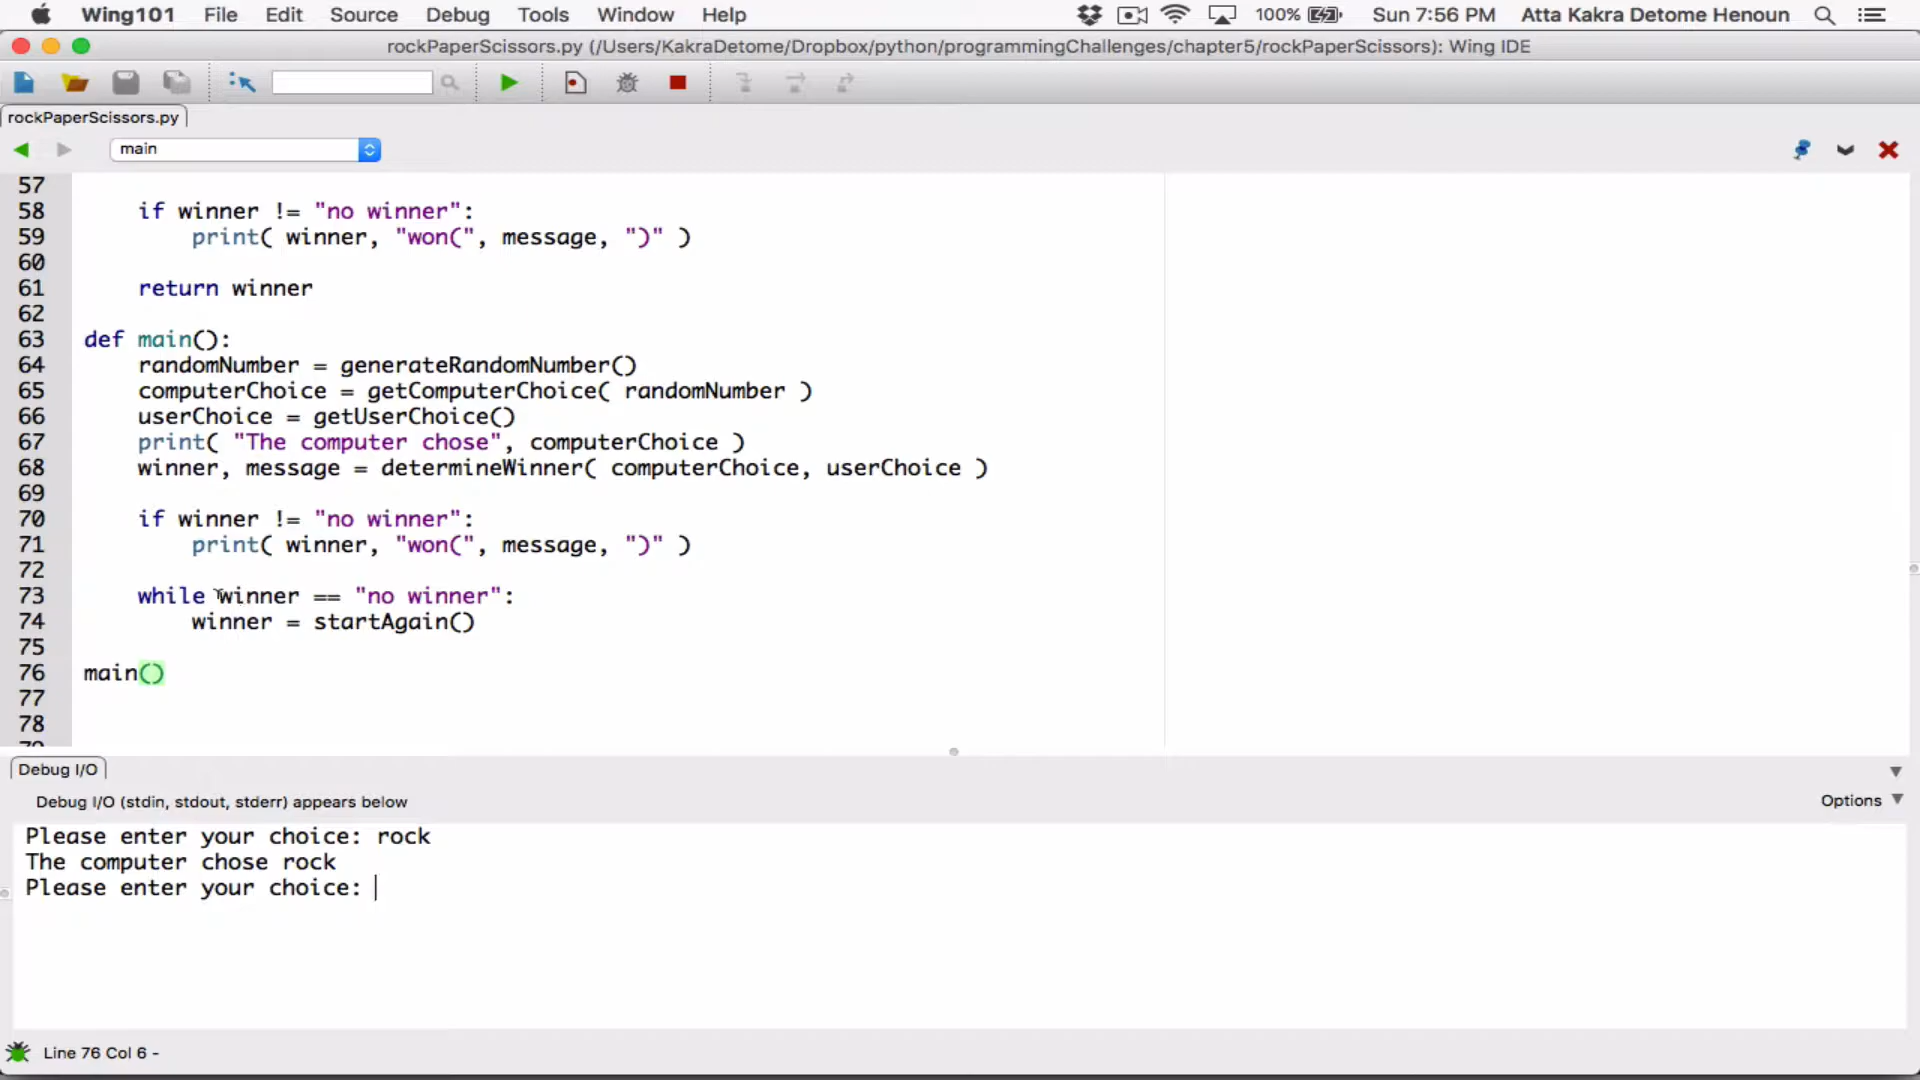 Wing101 File Edit Source Debug Tools Window Help 100% Sun 7:56 PM Atta Kakra Detome Henoun
rockPaperScissors.py (/Users/KakraDetome/Dropbox/python/programmingChallenges/chapter5/rockPaperScissors): Wing IDE
rockPaperScissors.py
main
57
58 if winner != "no winner":
59 print( winner, "won(", message, ")" )
60
61 return winner
62
63 def main():
64 randomNumber = generateRandomNumber()
65 computerChoice = getComputerChoice( randomNumber )
66 userChoice = getUserChoice()
67 print( "The computer chose", computerChoice )
68 winner, message = determineWinner( computerChoice, userChoice )
69
70 if winner != "no winner":
71 print( winner, "won(", message, ")" )
72
73 while winner == "no winner":
74 winner = startAgain()
75
76 main()
77
78
Debug I/O
Debug I/O (stdin, stdout, stderr) appears below Options
Please enter your choice: rock
The computer chose rock
Please enter your choice:
Line 76 Col 6 -